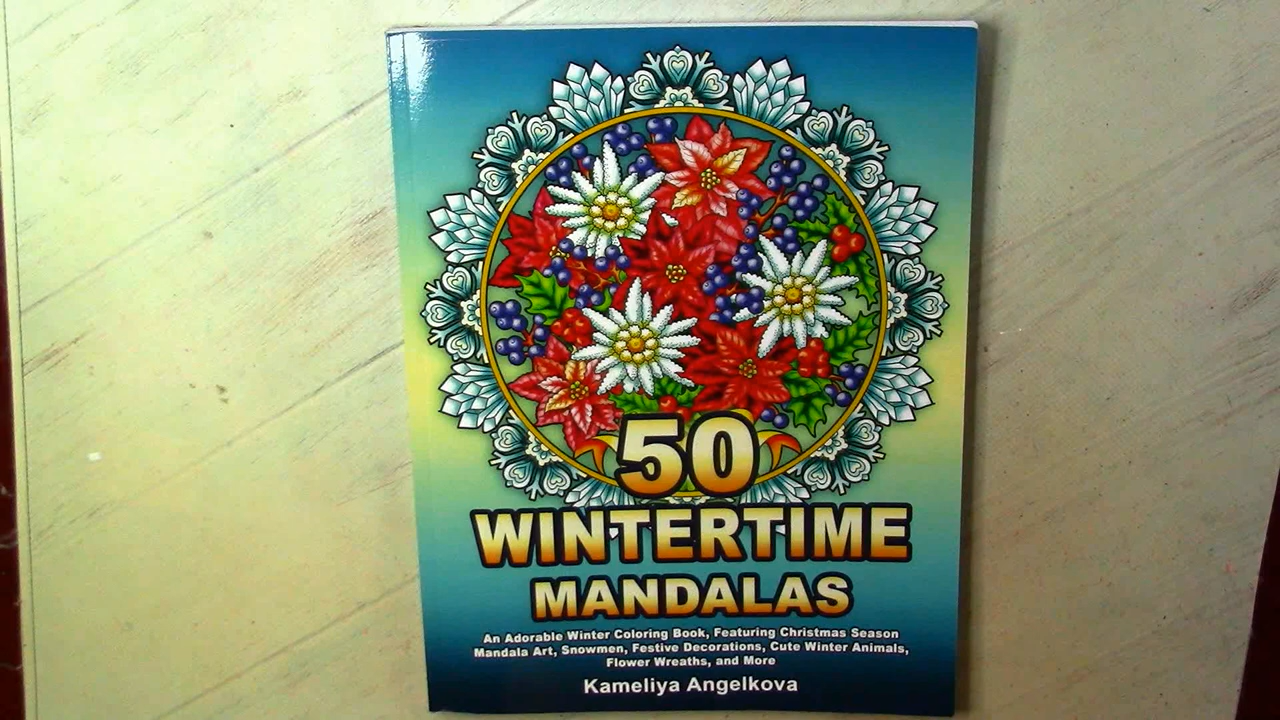 50
WINTERTIME
MANDALAS
An Adorable Winter Coloring Book, Featuring Christmas Season
Mandala Art, Snowmen, Festive Decorations, Cute Winter Animals,
Flower Wreaths, and More
Kameliya Angelkova